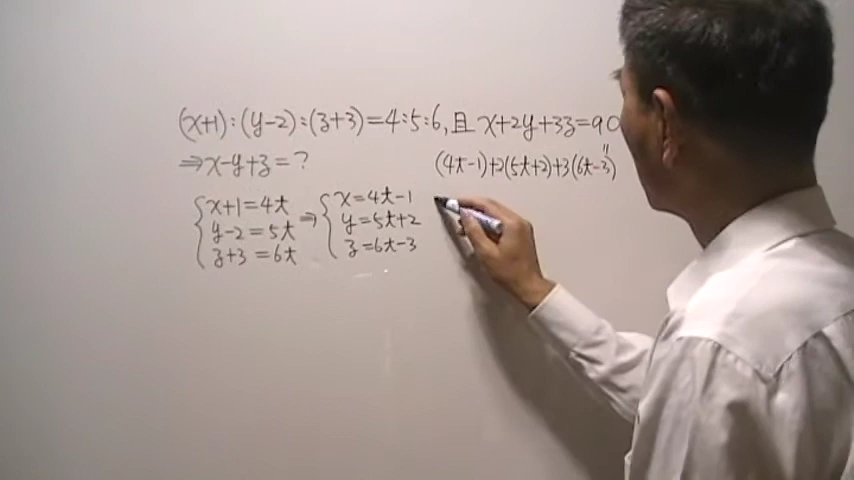 (x+1):(y-2):(z+3)=4:5:6,且 x+2y+3z=90
⇒x-y+z=?
(4t-1)+2(5t+2)+3(6t-3)
x+1=4t ⇒ x=4t-1
y-2=5t y=5t+2
z+3=6t z=6t-3